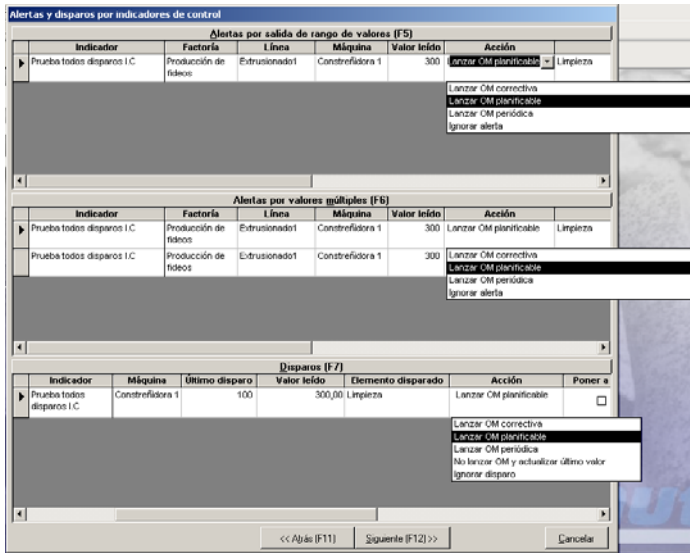 Alertas y disparos por indicadores de control
Alertas por salida de rango de valores (F5)
Indicador Factoría Línea Máquina Valor leído Acción
Prueba todos disparos I.C Producción de fideos Extrusionado1 Constreñidora 1 300 Lanzar OM planificable Limpieza
Lanzar OM correctiva
Lanzar OM planificable
Lanzar OM periódica
Ignorar alerta
Alertas por valores múltiples (F6)
Indicador Factoría Línea Máquina Valor leído Acción
Prueba todos disparos I.C Producción de fideos Extrusionado1 Constreñidora 1 300 Lanzar OM planificable Limpieza
Prueba todos disparos I.C Producción de fideos Extrusionado1 Constreñidora 1 300
Lanzar OM correctiva
Lanzar OM planificable
Lanzar OM periódica
Ignorar alerta
Disparos (F7)
Indicador Máquina Último disparo Valor leído Elemento disparado Acción Poner a
Prueba todos disparos I.C Constreñidora 1 100 300,00 Limpieza Lanzar OM planificable
Lanzar OM correctiva
Lanzar OM planificable
Lanzar OM periódica
No lanzar OM y actualizar último valor
Ignorar disparo
<< Atrás (F11) Siguiente (F12) >> Cancelar